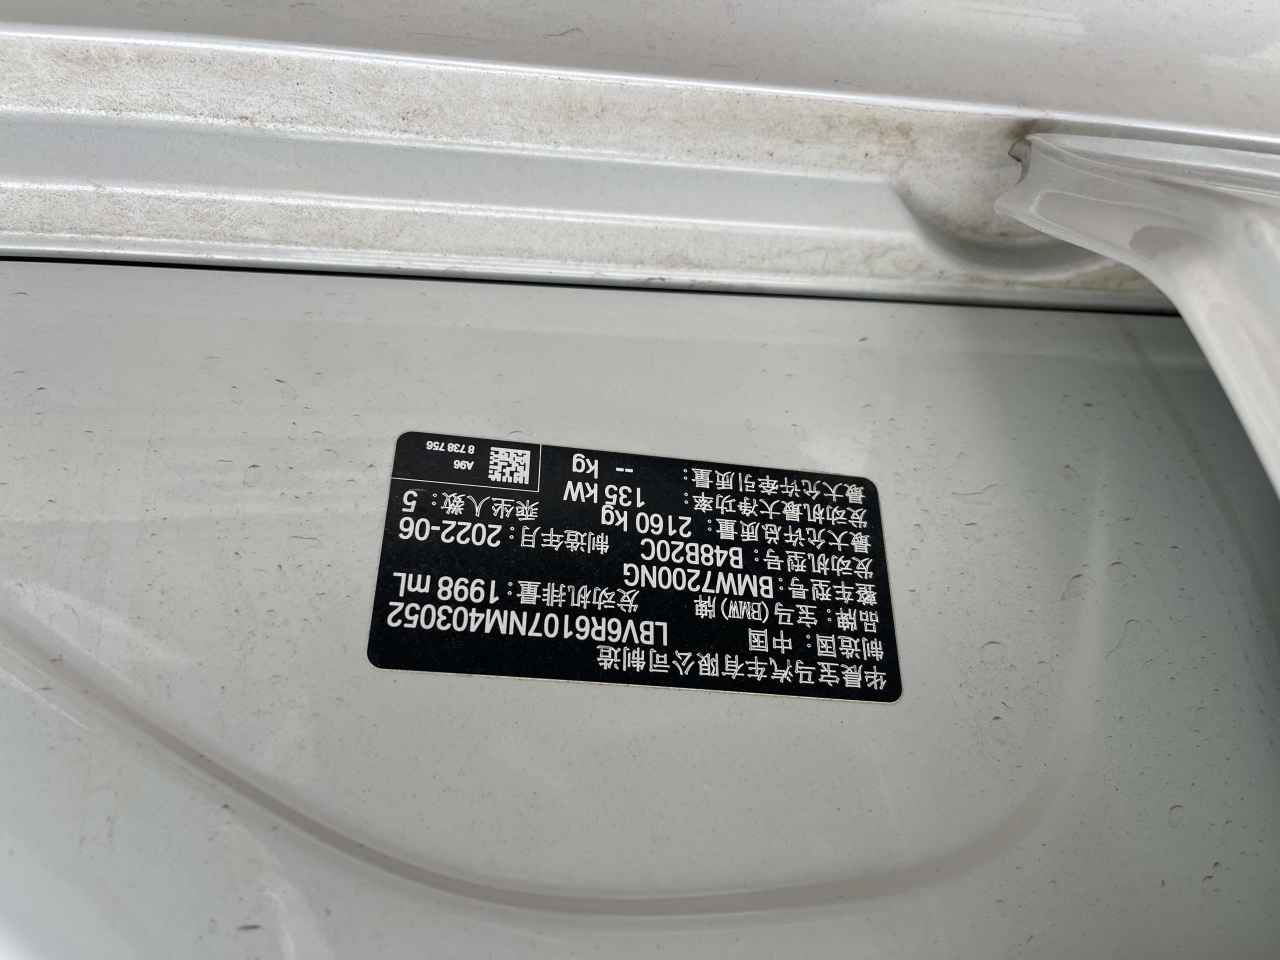 华晨宝马汽车有限公司制造
制造国：中国 LBV6R6107NM403052
品牌：宝马(BMW)牌
整车型号：BMW7200NG 发动机排量：1998 mL
发动机型号：B48B20C
最大允许总质量：2160 kg 制造年月：2022-06
发动机最大净功率：135 kW 乘坐人数：5
最大允许牵引质量：-- kg
A96
8 738 756